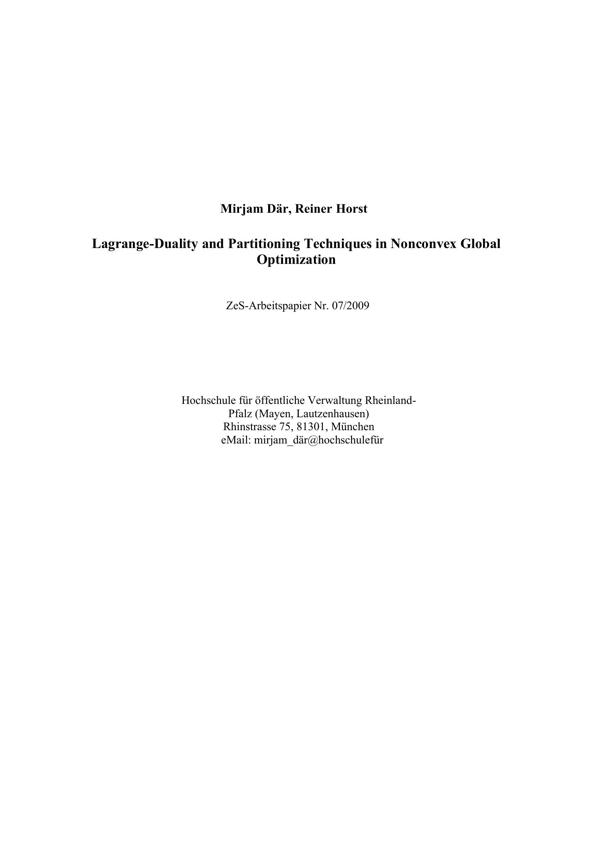 Mirjam Där, Reiner Horst
Lagrange-Duality and Partitioning Techniques in Nonconvex Global
Optimization
ZeS-Arbeitspapier Nr. 07/2009
Hochschule für öffentliche Verwaltung Rheinland-
Pfalz (Mayen, Lautzenhausen)
Rhinstrasse 75, 81301, München
eMail: mirjam_där@hochschulefür